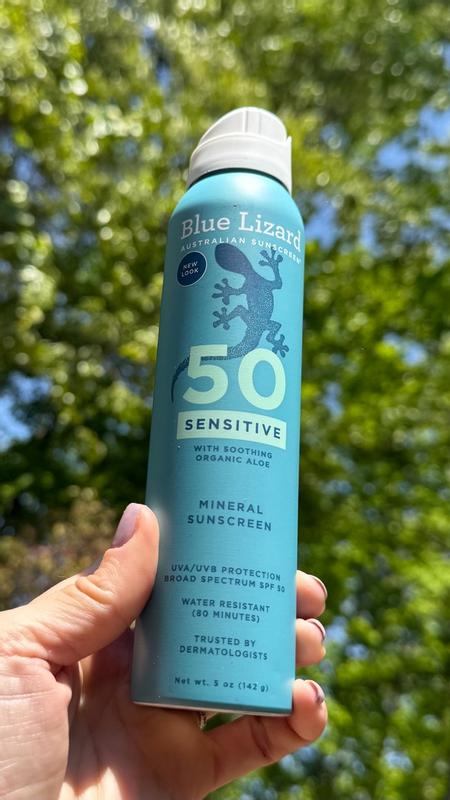 Blue Lizard
AUSTRALIAN SUNSCREEN®
NEW
LOOK
50
SENSITIVE
WITH SOOTHING
ORGANIC ALOE
MINERAL
SUNSCREEN
UVA/UVB PROTECTION
BROAD SPECTRUM SPF 50
WATER RESISTANT
(80 MINUTES)
TRUSTED BY
DERMATOLOGISTS
Net wt. 5 oz (142 g)